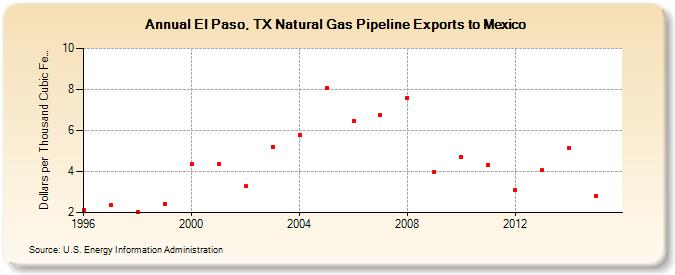 Annual El Paso, TX Natural Gas Pipeline Exports to Mexico
Dollars per Thousand Cubic Fe...
10
8
6
4
2
1996 2000 2004 2008 2012
Source: U.S. Energy Information Administration